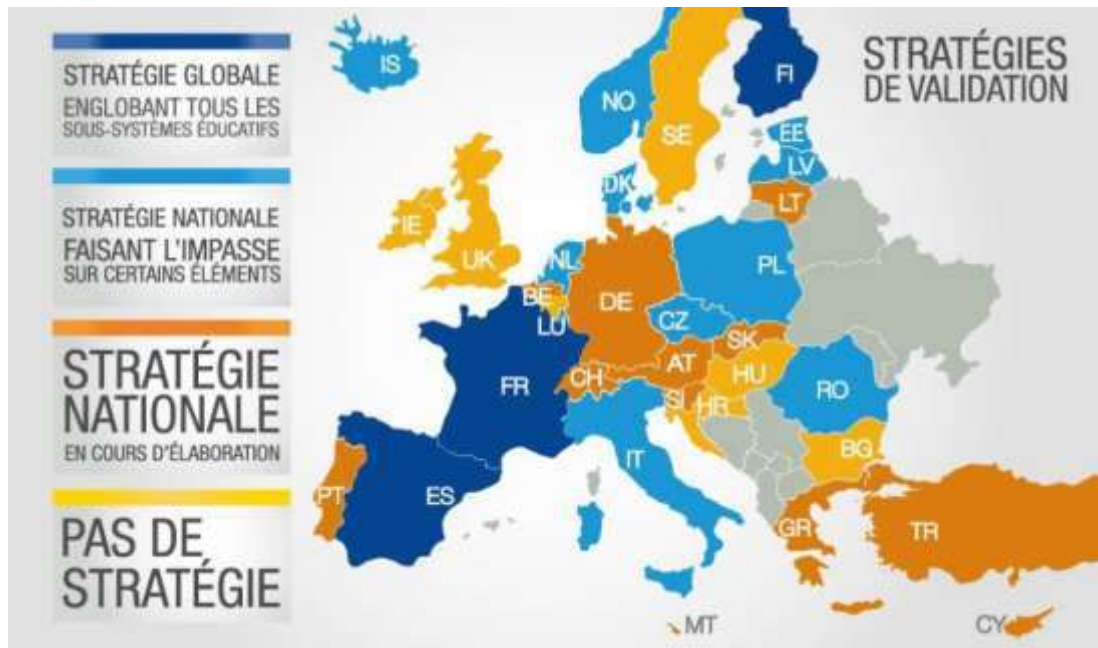 STRATÉGIES
DE VALIDATION
STRATÉGIE GLOBALE
ENGLOBANT TOUS LES
SOUS-SYSTÈMES ÉDUCATIFS
STRATÉGIE NATIONALE
FAISANT L'IMPASSE
SUR CERTAINS ÉLÉMENTS
STRATÉGIE
NATIONALE
EN COURS D'ÉLABORATION
PAS DE
STRATÉGIE
IS
FI
NO
SE
EE
LV
DK
LT
IE
UK
NL
PL
BE
DE
LU
CZ
SK
FR
CH
AT
HU
SI
HR
RO
IT
BG
PT
ES
GR
TR
MT
CY